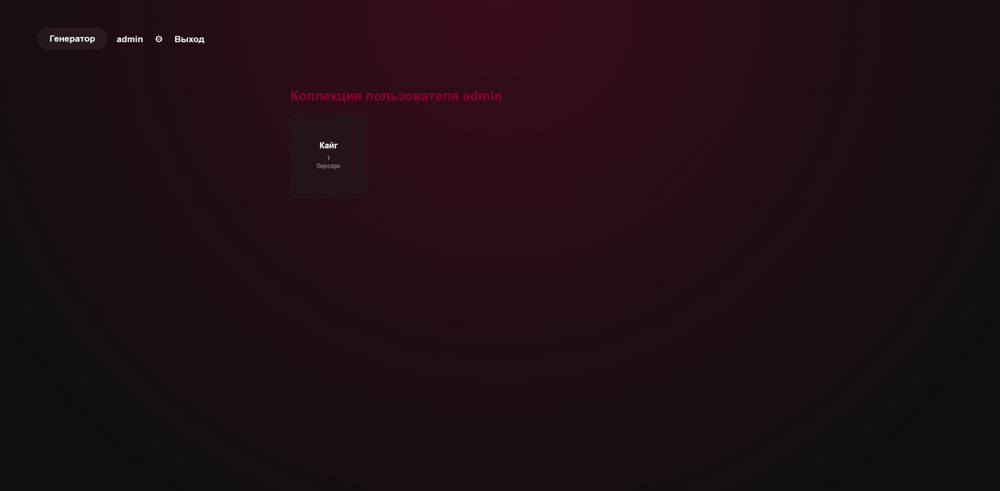 Генератор admin ⚙ Выход
Коллекция пользователя admin
Кайг
1
берсерк